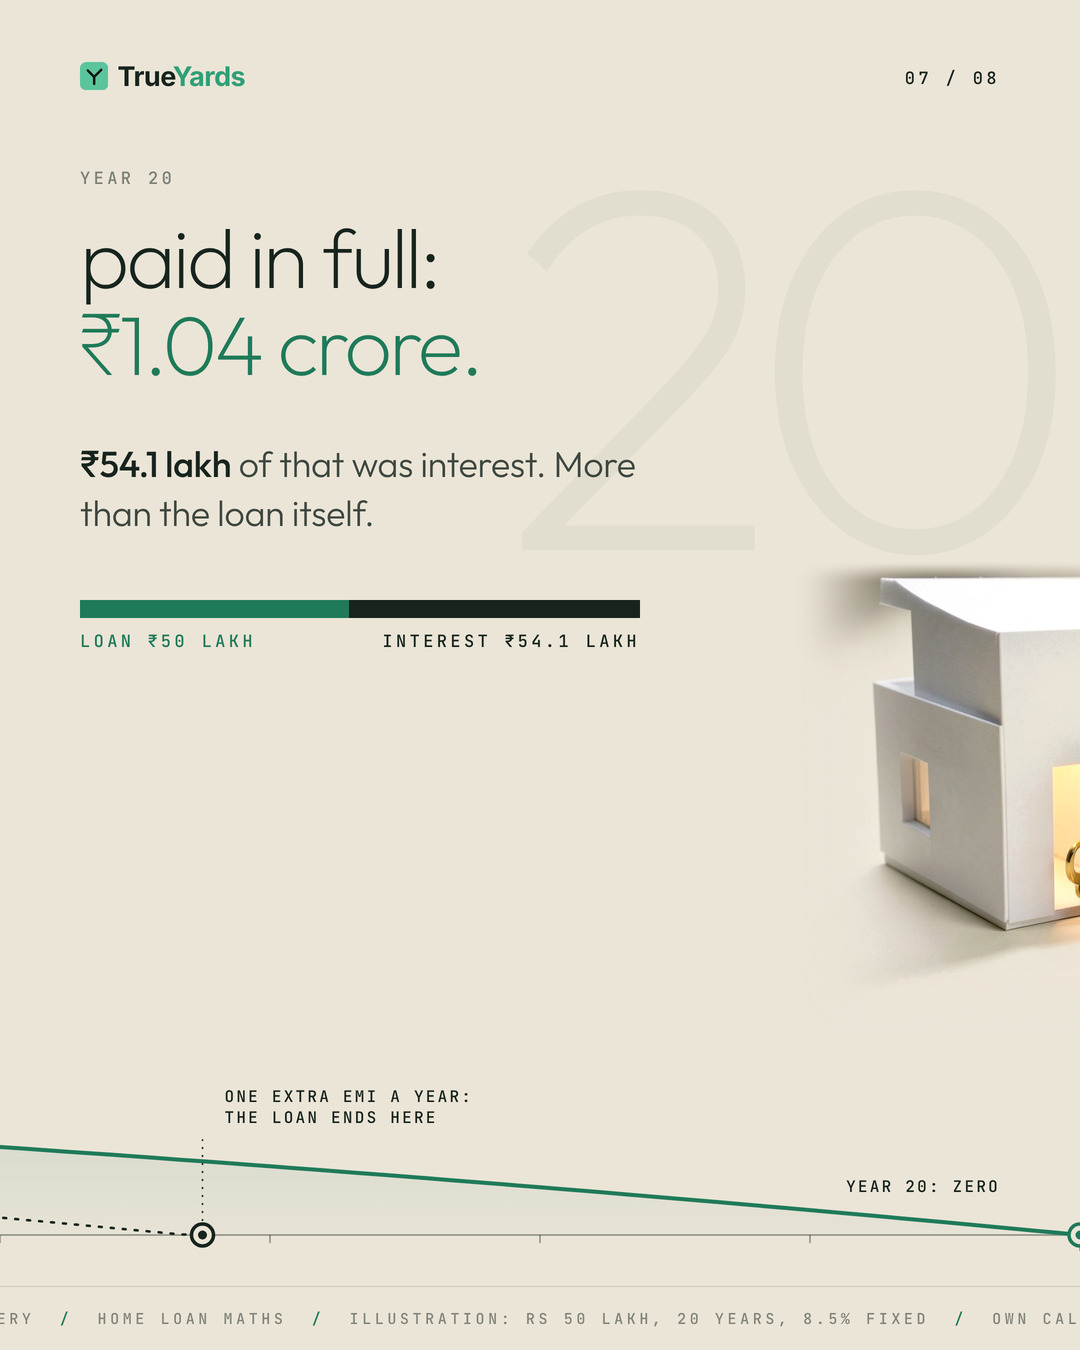 TrueYards
07 / 08
YEAR 20
20
paid in full:
₹1.04 crore.
₹54.1 lakh of that was interest. More
than the loan itself.
LOAN ₹50 LAKH
INTEREST ₹54.1 LAKH
ONE EXTRA EMI A YEAR:
THE LOAN ENDS HERE
YEAR 20: ZERO
ERY / HOME LOAN MATHS / ILLUSTRATION: RS 50 LAKH, 20 YEARS, 8.5% FIXED / OWN CAL